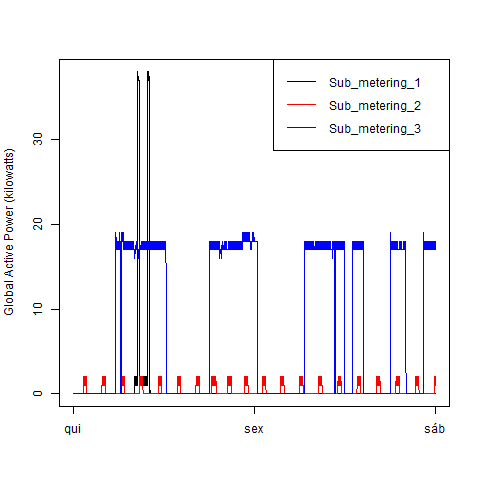 Sub_metering_1
Sub_metering_2
Sub_metering_3
Global Active Power (kilowatts)
30
20
10
0
qui sex sáb